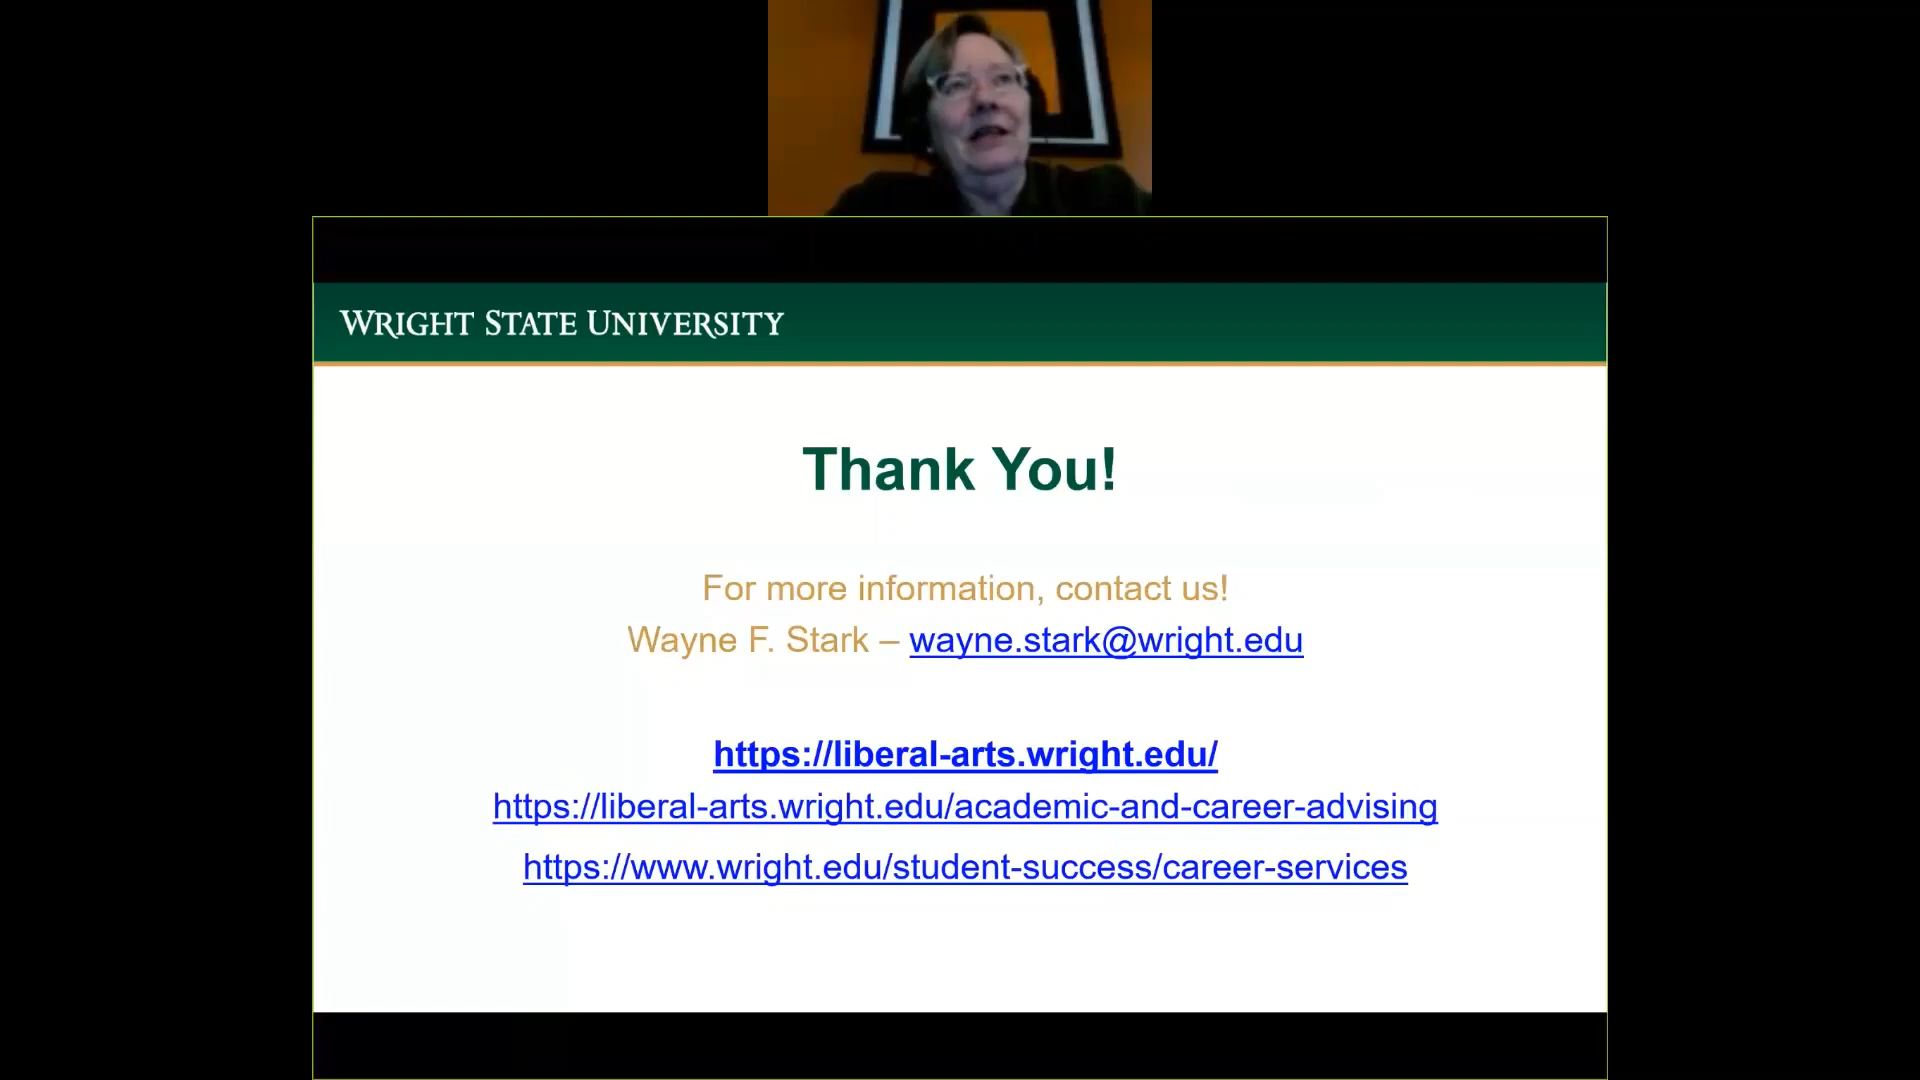 WRIGHT STATE UNIVERSITY
Thank You!
For more information, contact us!
Wayne F. Stark – wayne.stark@wright.edu
https://liberal-arts.wright.edu/
https://liberal-arts.wright.edu/academic-and-career-advising
https://www.wright.edu/student-success/career-services